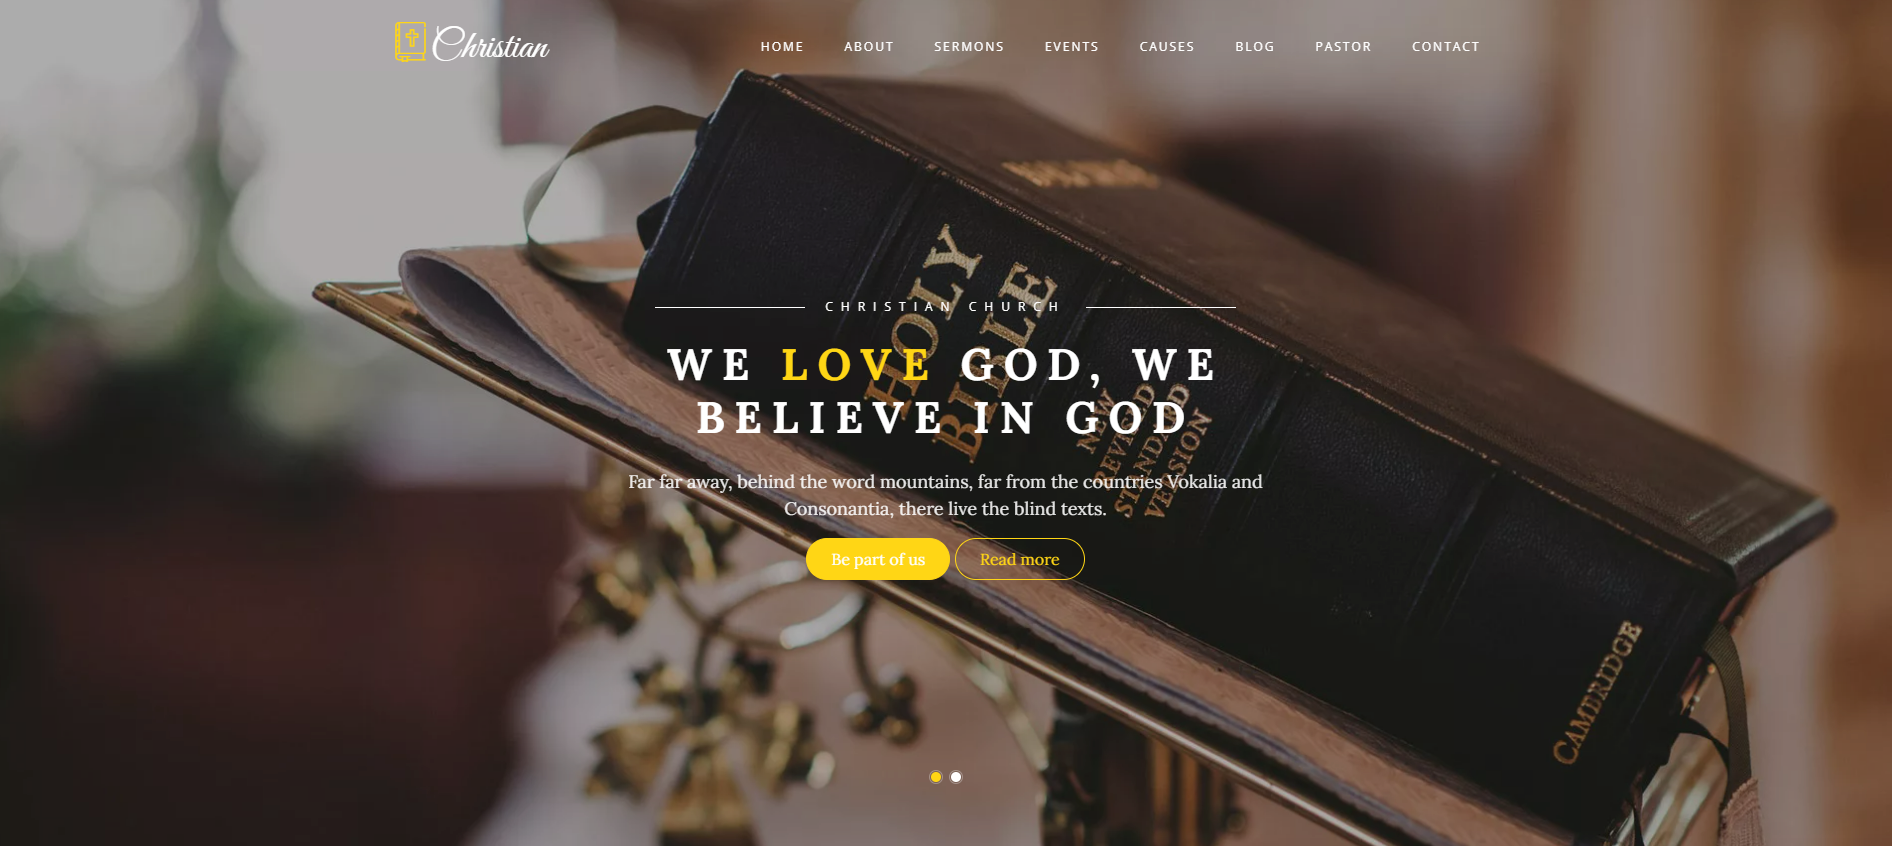 Christian
HOME ABOUT SERMONS EVENTS CAUSES BLOG PASTOR CONTACT
HOLY
BIBLE
CHRISTIAN CHURCH
WE LOVE GOD, WE
BELIEVE IN GOD
NEW
REVISED
STANDARD
VERSION
Far far away, behind the word mountains, far from the countries Vokalia and
Consonantia, there live the blind texts.
Be part of us
Read more
CAMBRIDGE